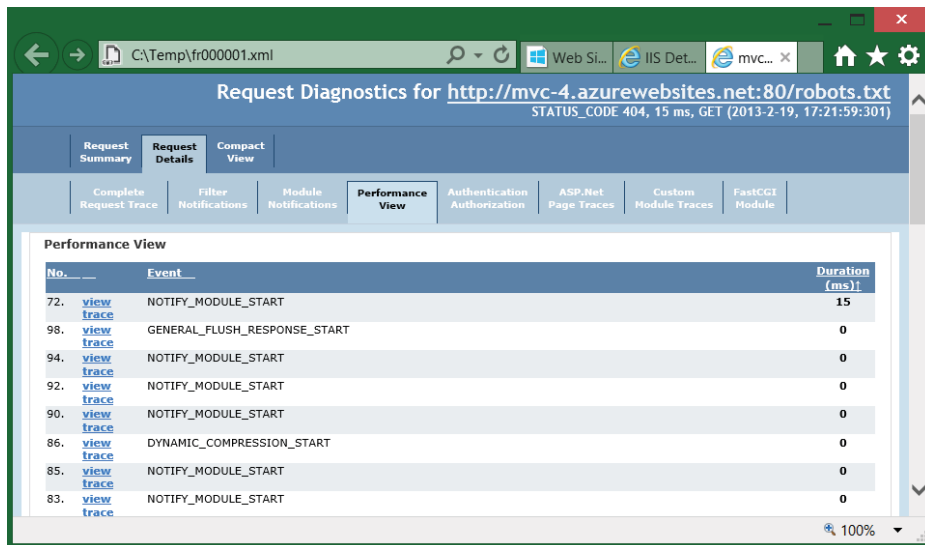 C:\Temp\fr000001.xml
Web Si...
IIS Det...
mvc...
Request Diagnostics for http://mvc-4.azurewebsites.net:80/robots.txt
STATUS_CODE 404, 15 ms, GET (2013-2-19, 17:21:59:301)
Request Summary
Request Details
Compact View
Complete Request Trace
Filter Notifications
Module Notifications
Performance View
Authentication Authorization
ASP.Net Page Traces
Custom Module Traces
FastCGI Module
Performance View
No. Event Duration (ms)↑
72. view trace NOTIFY_MODULE_START 15
98. view trace GENERAL_FLUSH_RESPONSE_START 0
94. view trace NOTIFY_MODULE_START 0
92. view trace NOTIFY_MODULE_START 0
90. view trace NOTIFY_MODULE_START 0
86. view trace DYNAMIC_COMPRESSION_START 0
85. view trace NOTIFY_MODULE_START 0
83. view trace NOTIFY_MODULE_START 0
100%